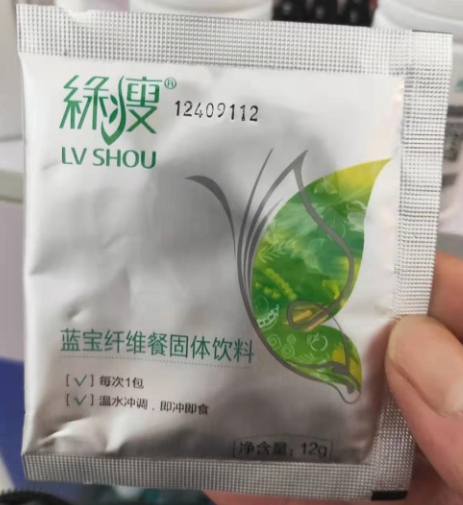 綠瘦® 12409112
LV SHOU
蓝宝纤维餐固体饮料
[√] 每次1包
[√] 温水冲调，即冲即食
净含量：12g